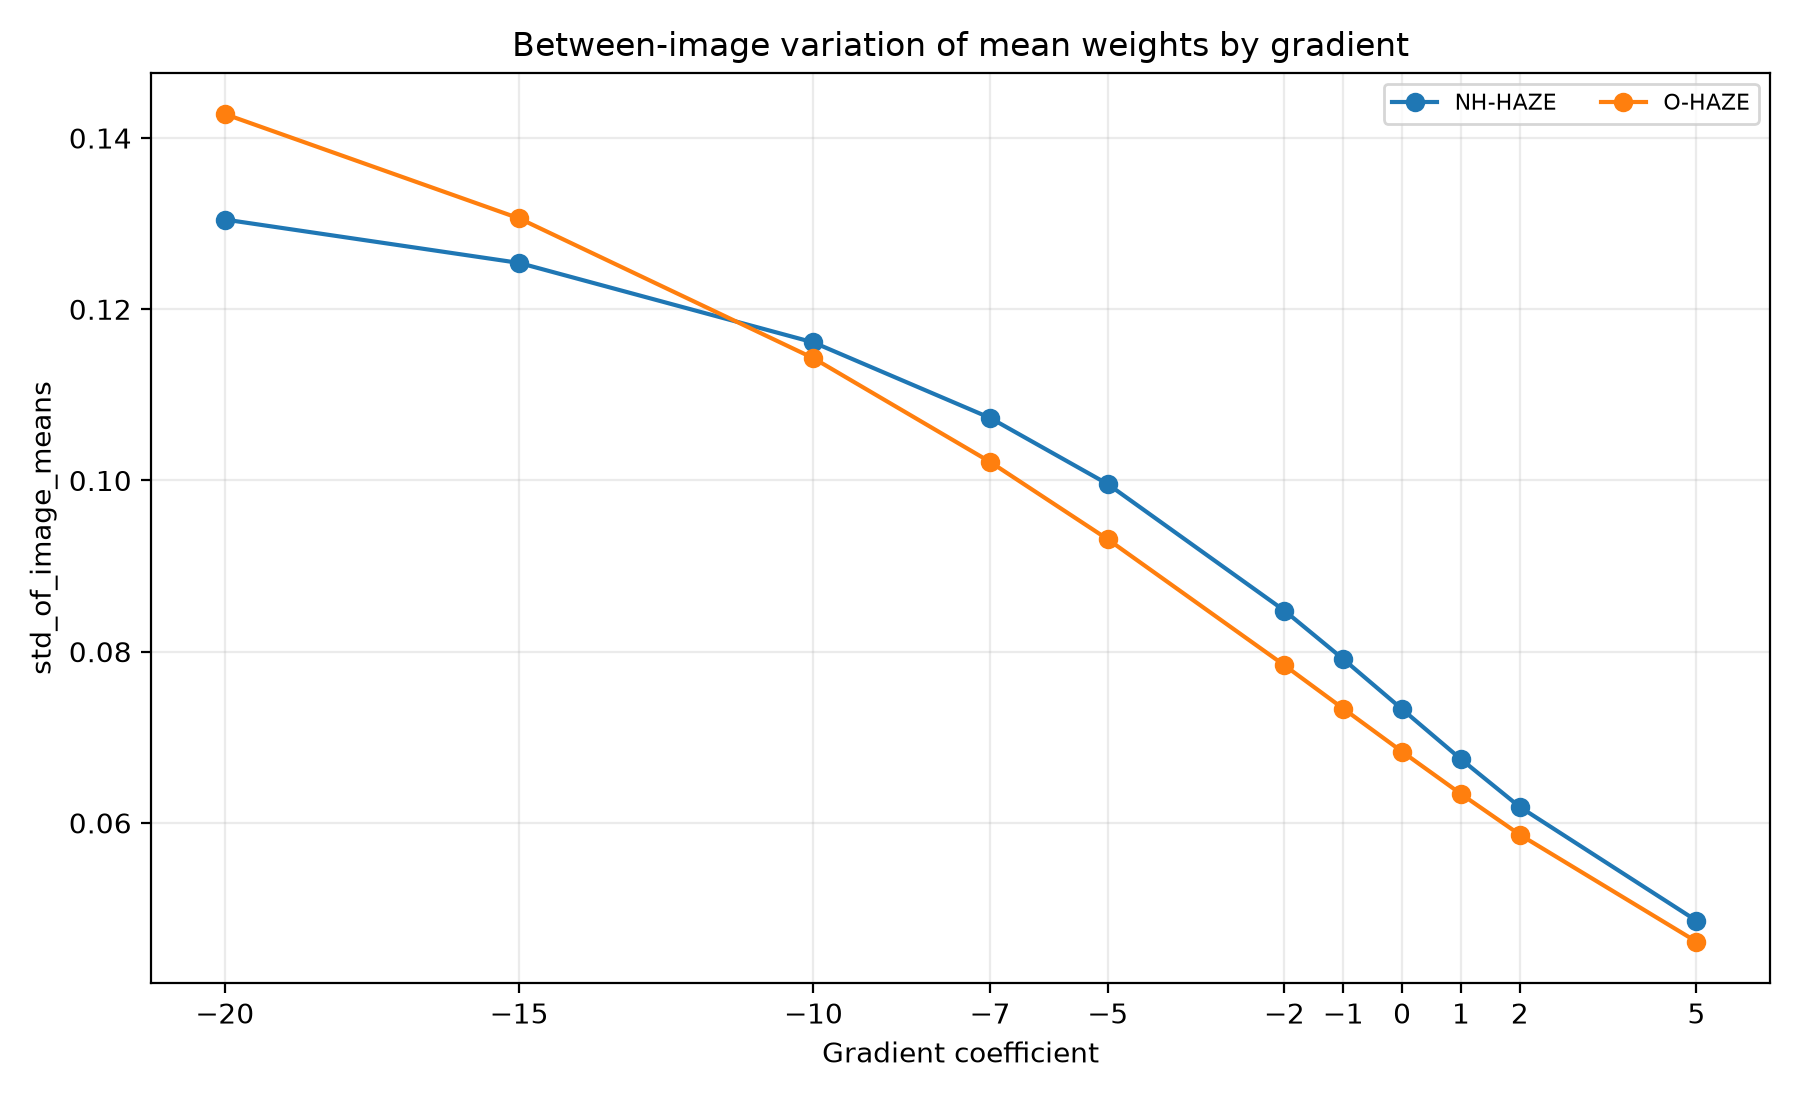 Between-image variation of mean weights by gradient
NH-HAZE O-HAZE
0.14
0.12
0.10
0.08
0.06
std_of_image_means
−20 −15 −10 −7 −5 −2 −1 0 1 2 5
Gradient coefficient